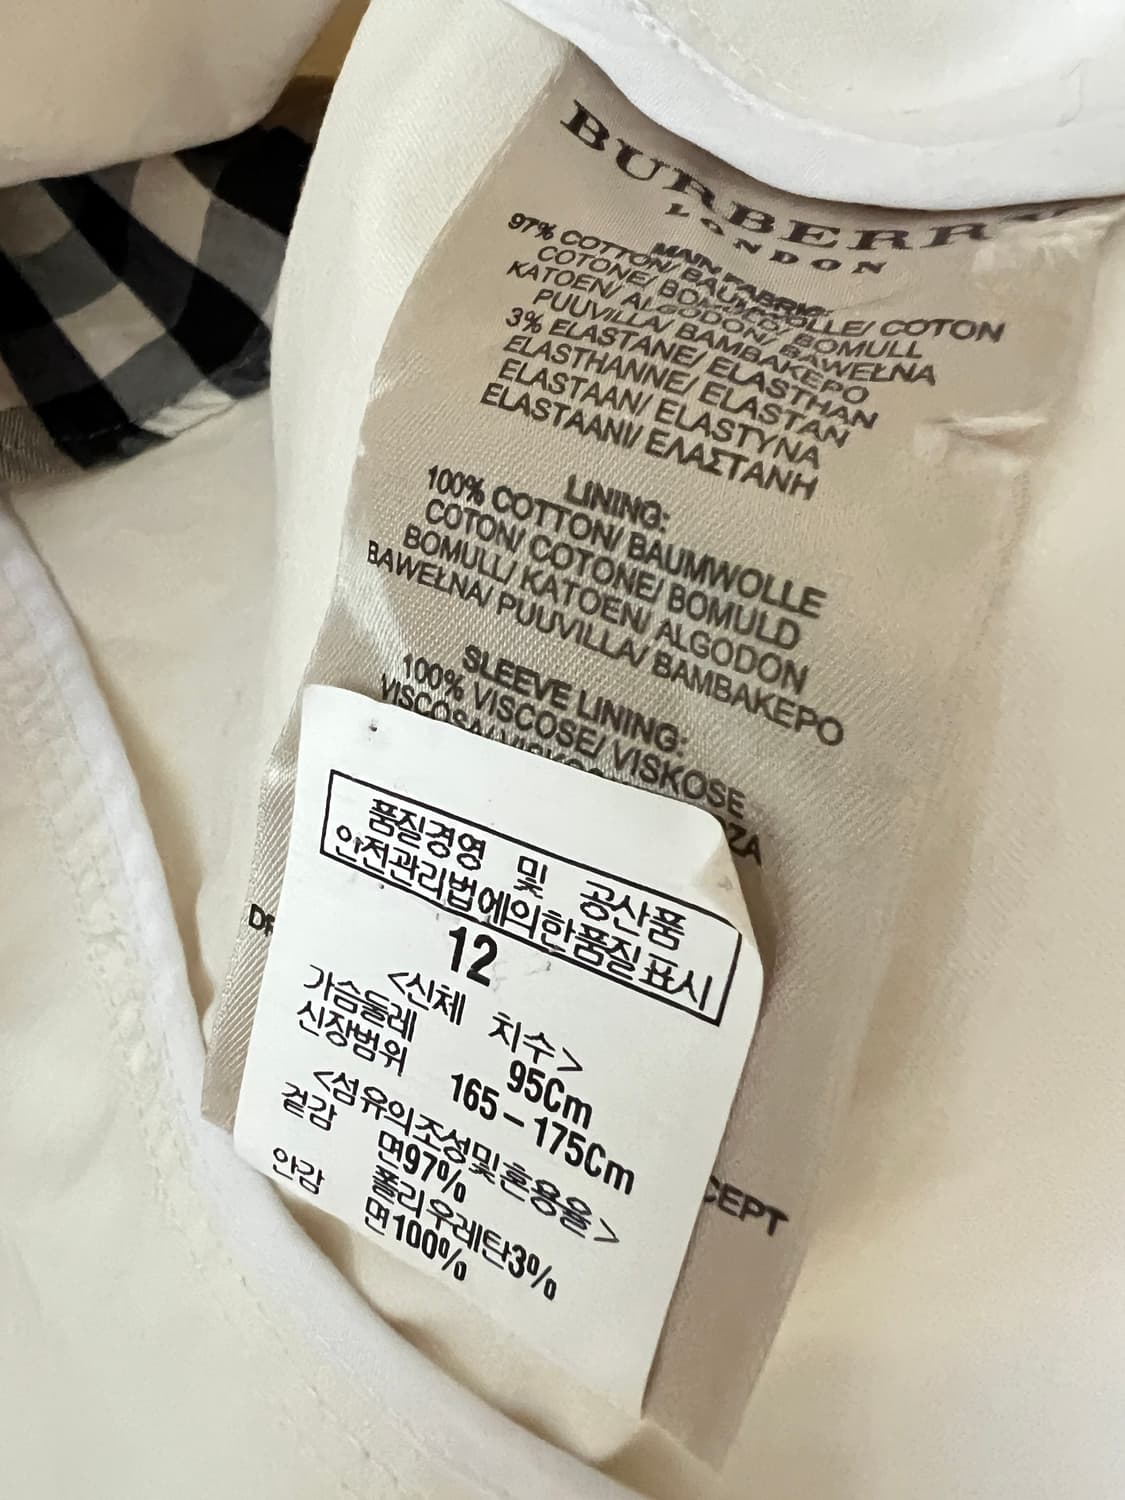 BURBERRY
LONDON
MAIN FABRIC:
97% COTTON/ BAUMWOLLE/ COTON
COTONE/ BOMULD/ BOMULL
KATOEN/ ALGODON/ BAWEŁNA
PUUVILLA/ BAMBAKEPO
3% ELASTANE/ ELASTHAN
ELASTHANNE/ ELASTAN
ELASTAAN/ ELASTYNA
ELASTAANI/ ΕΛΑΣΤΑΝΗ
LINING:
100% COTTON/ BAUMWOLLE
COTON/ COTONE/ BOMULD
BOMULL/ KATOEN/ ALGODON
BAWEŁNA/ PUUVILLA/ BAMBAKEPO
SLEEVE LINING:
100% VISCOSE/ VISKOSE
품질경영 및 공산품
안전관리법에의한품질표시
12
<신체 치수>
가슴둘레 95Cm
신장범위 165-175Cm
<섬유의조성및혼용율>
겉감 면97%
폴리우레탄3%
안감 면100%